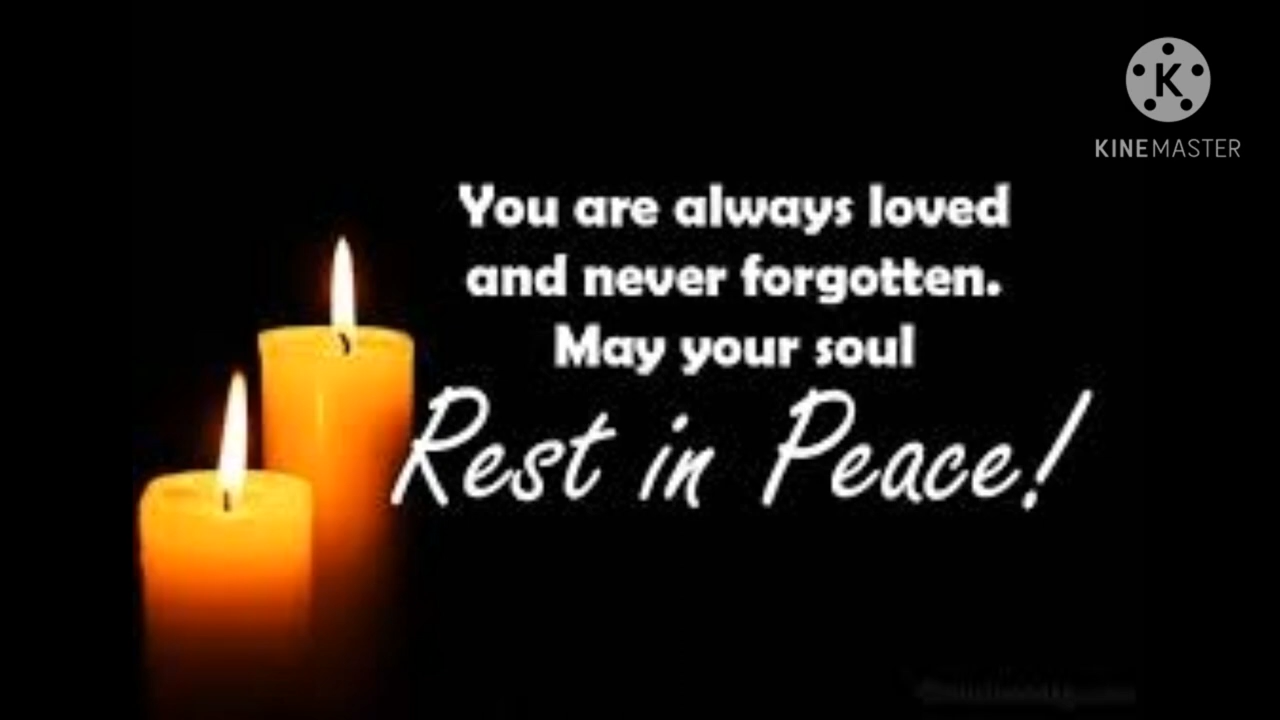 K
KINEMASTER
You are always loved
and never forgotten.
May your soul
Rest in Peace!